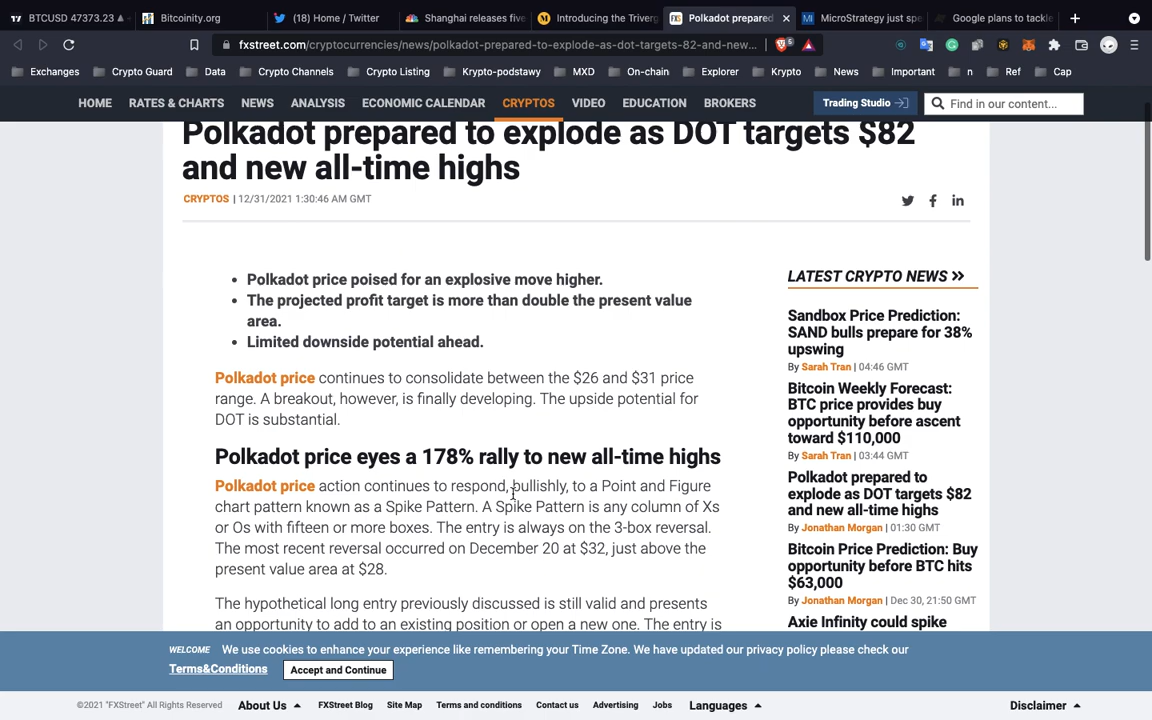 BTCUSD 47373.23
Bitcoinity.org
(18) Home / Twitter
Shanghai releases five
Introducing the Triverg
Polkadot prepared
MicroStrategy just spe
Google plans to tackle
fxstreet.com/cryptocurrencies/news/polkadot-prepared-to-explode-as-dot-targets-82-and-new...
5
Exchanges
Crypto Guard
Data
Crypto Channels
Crypto Listing
Krypto-podstawy
MXD
On-chain
Explorer
Krypto
News
Important
n
Ref
Cap
HOME
RATES & CHARTS
NEWS
ANALYSIS
ECONOMIC CALENDAR
CRYPTOS
VIDEO
EDUCATION
BROKERS
Trading Studio
Find in our content...
Polkadot prepared to explode as DOT targets $82
and new all-time highs
CRYPTOS | 12/31/2021 1:30:46 AM GMT
• Polkadot price poised for an explosive move higher.
• The projected profit target is more than double the present value
area.
• Limited downside potential ahead.
Polkadot price continues to consolidate between the $26 and $31 price
range. A breakout, however, is finally developing. The upside potential for
DOT is substantial.
Polkadot price eyes a 178% rally to new all-time highs
Polkadot price action continues to respond, bullishly, to a Point and Figure
chart pattern known as a Spike Pattern. A Spike Pattern is any column of Xs
or Os with fifteen or more boxes. The entry is always on the 3-box reversal.
The most recent reversal occurred on December 20 at $32, just above the
present value area at $28.
The hypothetical long entry previously discussed is still valid and presents
an opportunity to add to an existing position or open a new one. The entry is
LATEST CRYPTO NEWS >>
Sandbox Price Prediction:
SAND bulls prepare for 38%
upswing
By Sarah Tran | 04:46 GMT
Bitcoin Weekly Forecast:
BTC price provides buy
opportunity before ascent
toward $110,000
By Sarah Tran | 03:44 GMT
Polkadot prepared to
explode as DOT targets $82
and new all-time highs
By Jonathan Morgan | 01:30 GMT
Bitcoin Price Prediction: Buy
opportunity before BTC hits
$63,000
By Jonathan Morgan | Dec 30, 21:50 GMT
Axie Infinity could spike
WELCOME We use cookies to enhance your experience like remembering your Time Zone. We have updated our privacy policy please check our
Terms&Conditions
Accept and Continue
©2021 "FXStreet" All Rights Reserved
About Us
FXStreet Blog
Site Map
Terms and conditions
Contact us
Advertising
Jobs
Languages
Disclaimer